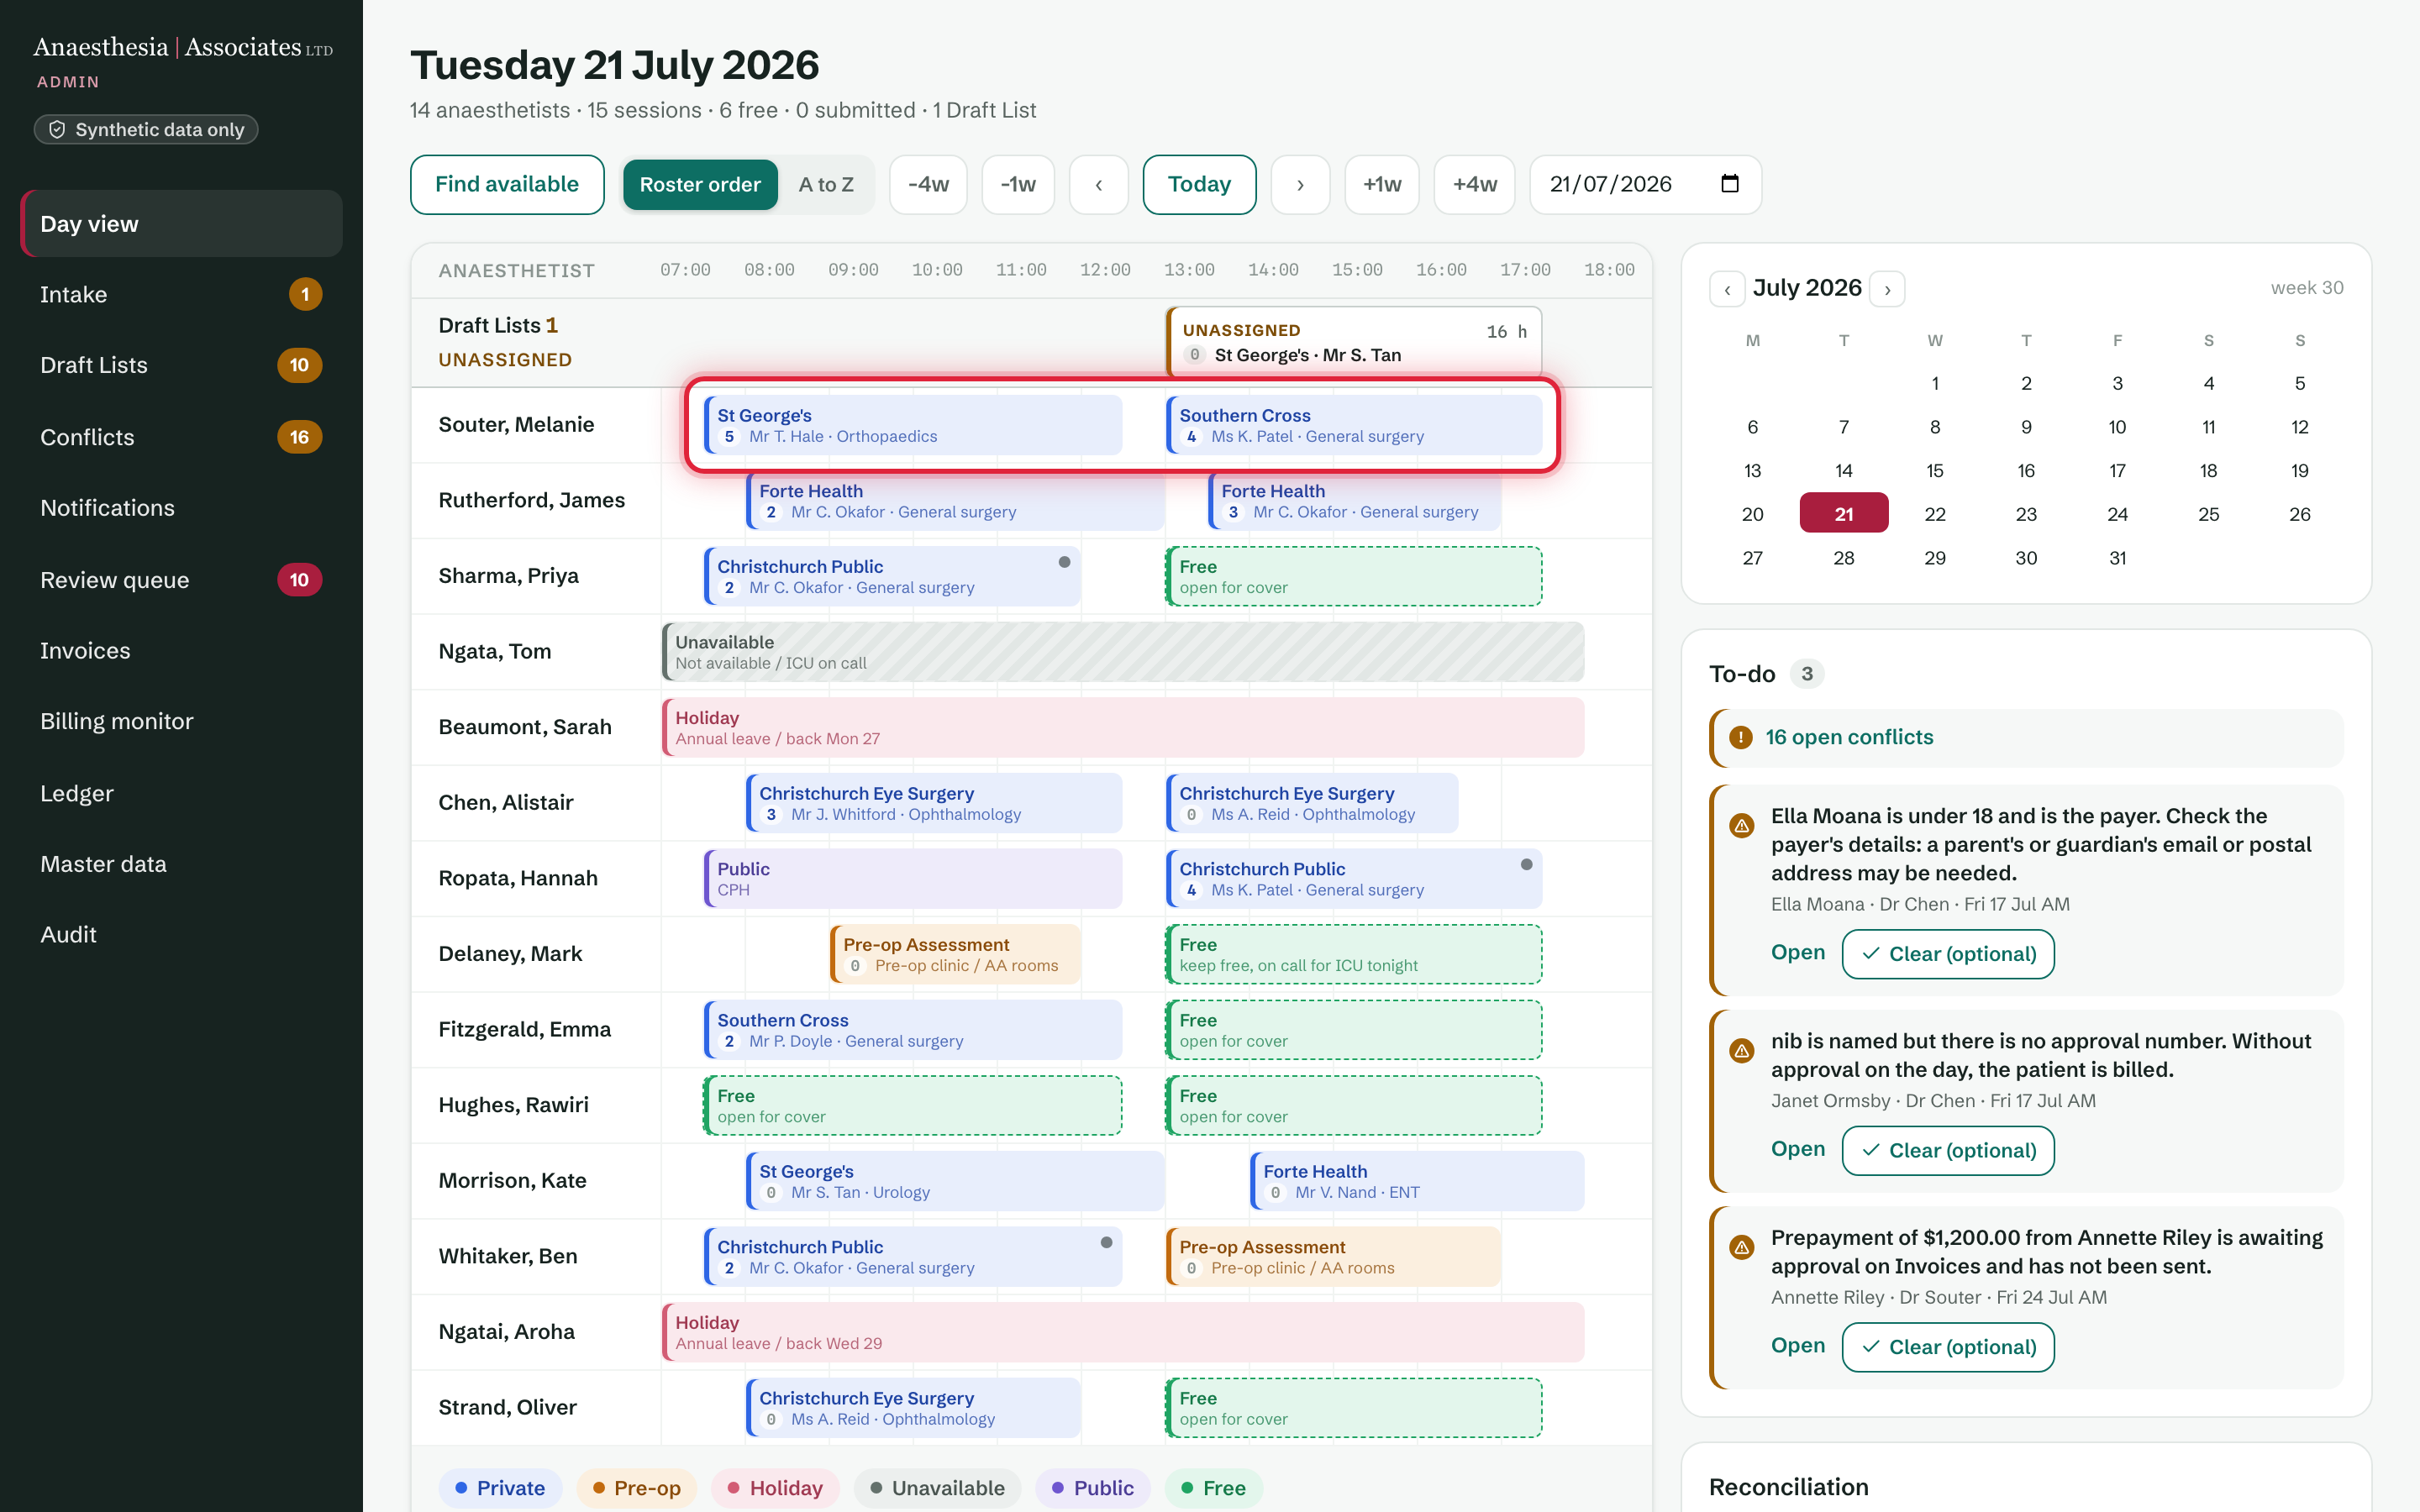 Anaesthesia | Associates LTD
ADMIN
Synthetic data only
Day view
Intake 1
Draft Lists 10
Conflicts 16
Notifications
Review queue 10
Invoices
Billing monitor
Ledger
Master data
Audit
Tuesday 21 July 2026
14 anaesthetists · 15 sessions · 6 free · 0 submitted · 1 Draft List
Find available
Roster order
A to Z
-4w
-1w
‹
Today
›
+1w
+4w
21/07/2026
ANAESTHETIST 07:00 08:00 09:00 10:00 11:00 12:00 13:00 14:00 15:00 16:00 17:00 18:00
Draft Lists 1
UNASSIGNED
UNASSIGNED 16 h
0 St George's · Mr S. Tan
Souter, Melanie
St George's
5 Mr T. Hale · Orthopaedics
Southern Cross
4 Ms K. Patel · General surgery
Rutherford, James
Forte Health
2 Mr C. Okafor · General surgery
Forte Health
3 Mr C. Okafor · General surgery
Sharma, Priya
Christchurch Public
2 Mr C. Okafor · General surgery
Free
open for cover
Ngata, Tom
Unavailable
Not available / ICU on call
Beaumont, Sarah
Holiday
Annual leave / back Mon 27
Chen, Alistair
Christchurch Eye Surgery
3 Mr J. Whitford · Ophthalmology
Christchurch Eye Surgery
0 Ms A. Reid · Ophthalmology
Ropata, Hannah
Public
CPH
Christchurch Public
4 Ms K. Patel · General surgery
Delaney, Mark
Pre-op Assessment
0 Pre-op clinic / AA rooms
Free
keep free, on call for ICU tonight
Fitzgerald, Emma
Southern Cross
2 Mr P. Doyle · General surgery
Free
open for cover
Hughes, Rawiri
Free
open for cover
Free
open for cover
Morrison, Kate
St George's
0 Mr S. Tan · Urology
Forte Health
0 Mr V. Nand · ENT
Whitaker, Ben
Christchurch Public
2 Mr C. Okafor · General surgery
Pre-op Assessment
0 Pre-op clinic / AA rooms
Ngatai, Aroha
Holiday
Annual leave / back Wed 29
Strand, Oliver
Christchurch Eye Surgery
0 Ms A. Reid · Ophthalmology
Free
open for cover
Private
Pre-op
Holiday
Unavailable
Public
Free
‹ July 2026 › week 30
M T W T F S S
1 2 3 4 5
6 7 8 9 10 11 12
13 14 15 16 17 18 19
20 21 22 23 24 25 26
27 28 29 30 31
To-do 3
16 open conflicts
Ella Moana is under 18 and is the payer. Check the
payer's details: a parent's or guardian's email or postal
address may be needed.
Ella Moana · Dr Chen · Fri 17 Jul AM
Open
Clear (optional)
nib is named but there is no approval number. Without
approval on the day, the patient is billed.
Janet Ormsby · Dr Chen · Fri 17 Jul AM
Open
Clear (optional)
Prepayment of $1,200.00 from Annette Riley is awaiting
approval on Invoices and has not been sent.
Annette Riley · Dr Souter · Fri 24 Jul AM
Open
Clear (optional)
Reconciliation